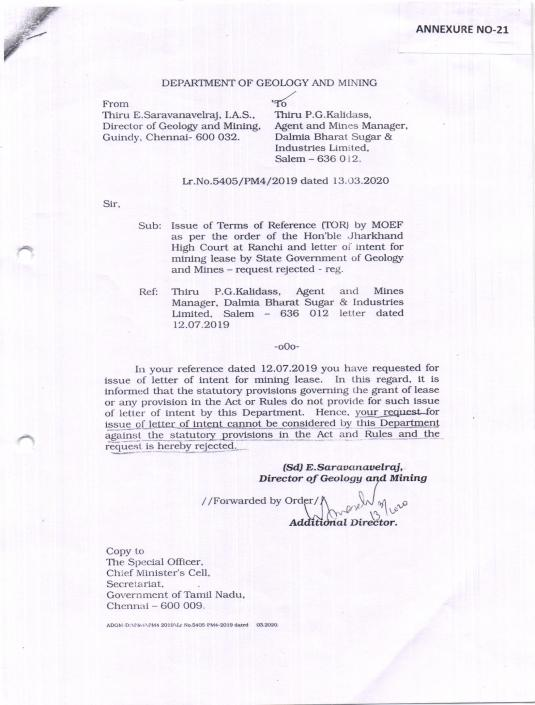 ANNEXURE NO-21
DEPARTMENT OF GEOLOGY AND MINING
From
Thiru E.Saravanavelraj, I.A.S.,
Director of Geology and Mining,
Guindy, Chennai- 600 032.
To
Thiru P.G.Kalidass,
Agent and Mines Manager,
Dalmia Bharat Sugar &
Industries Limited,
Salem – 636 012.
Lr.No.5405/PM4/2019 dated 13.03.2020
Sir,
Sub: Issue of Terms of Reference (TOR) by MOEF
as per the order of the Hon'ble Jharkhand
High Court at Ranchi and letter of intent for
mining lease by State Government of Geology
and Mines – request rejected - reg.
Ref: Thiru P.G.Kalidass, Agent and Mines
Manager, Dalmia Bharat Sugar & Industries
Limited, Salem – 636 012 letter dated
12.07.2019
-o0o-
In your reference dated 12.07.2019 you have requested for
issue of letter of intent for mining lease. In this regard, it is
informed that the statutory provisions governing the grant of lease
or any provision in the Act or Rules do not provide for such issue
of letter of intent by this Department. Hence, your request for
issue of letter of intent cannot be considered by this Department
against the statutory provisions in the Act and Rules and the
request is hereby rejected.
(Sd) E.Saravanavelraj,
Director of Geology and Mining
//Forwarded by Order//
Additional Director.
Copy to
The Special Officer,
Chief Minister's Cell,
Secretariat,
Government of Tamil Nadu,
Chennai – 600 009.
2019\Lr No.5405 PM4-2019 dated 03.2020